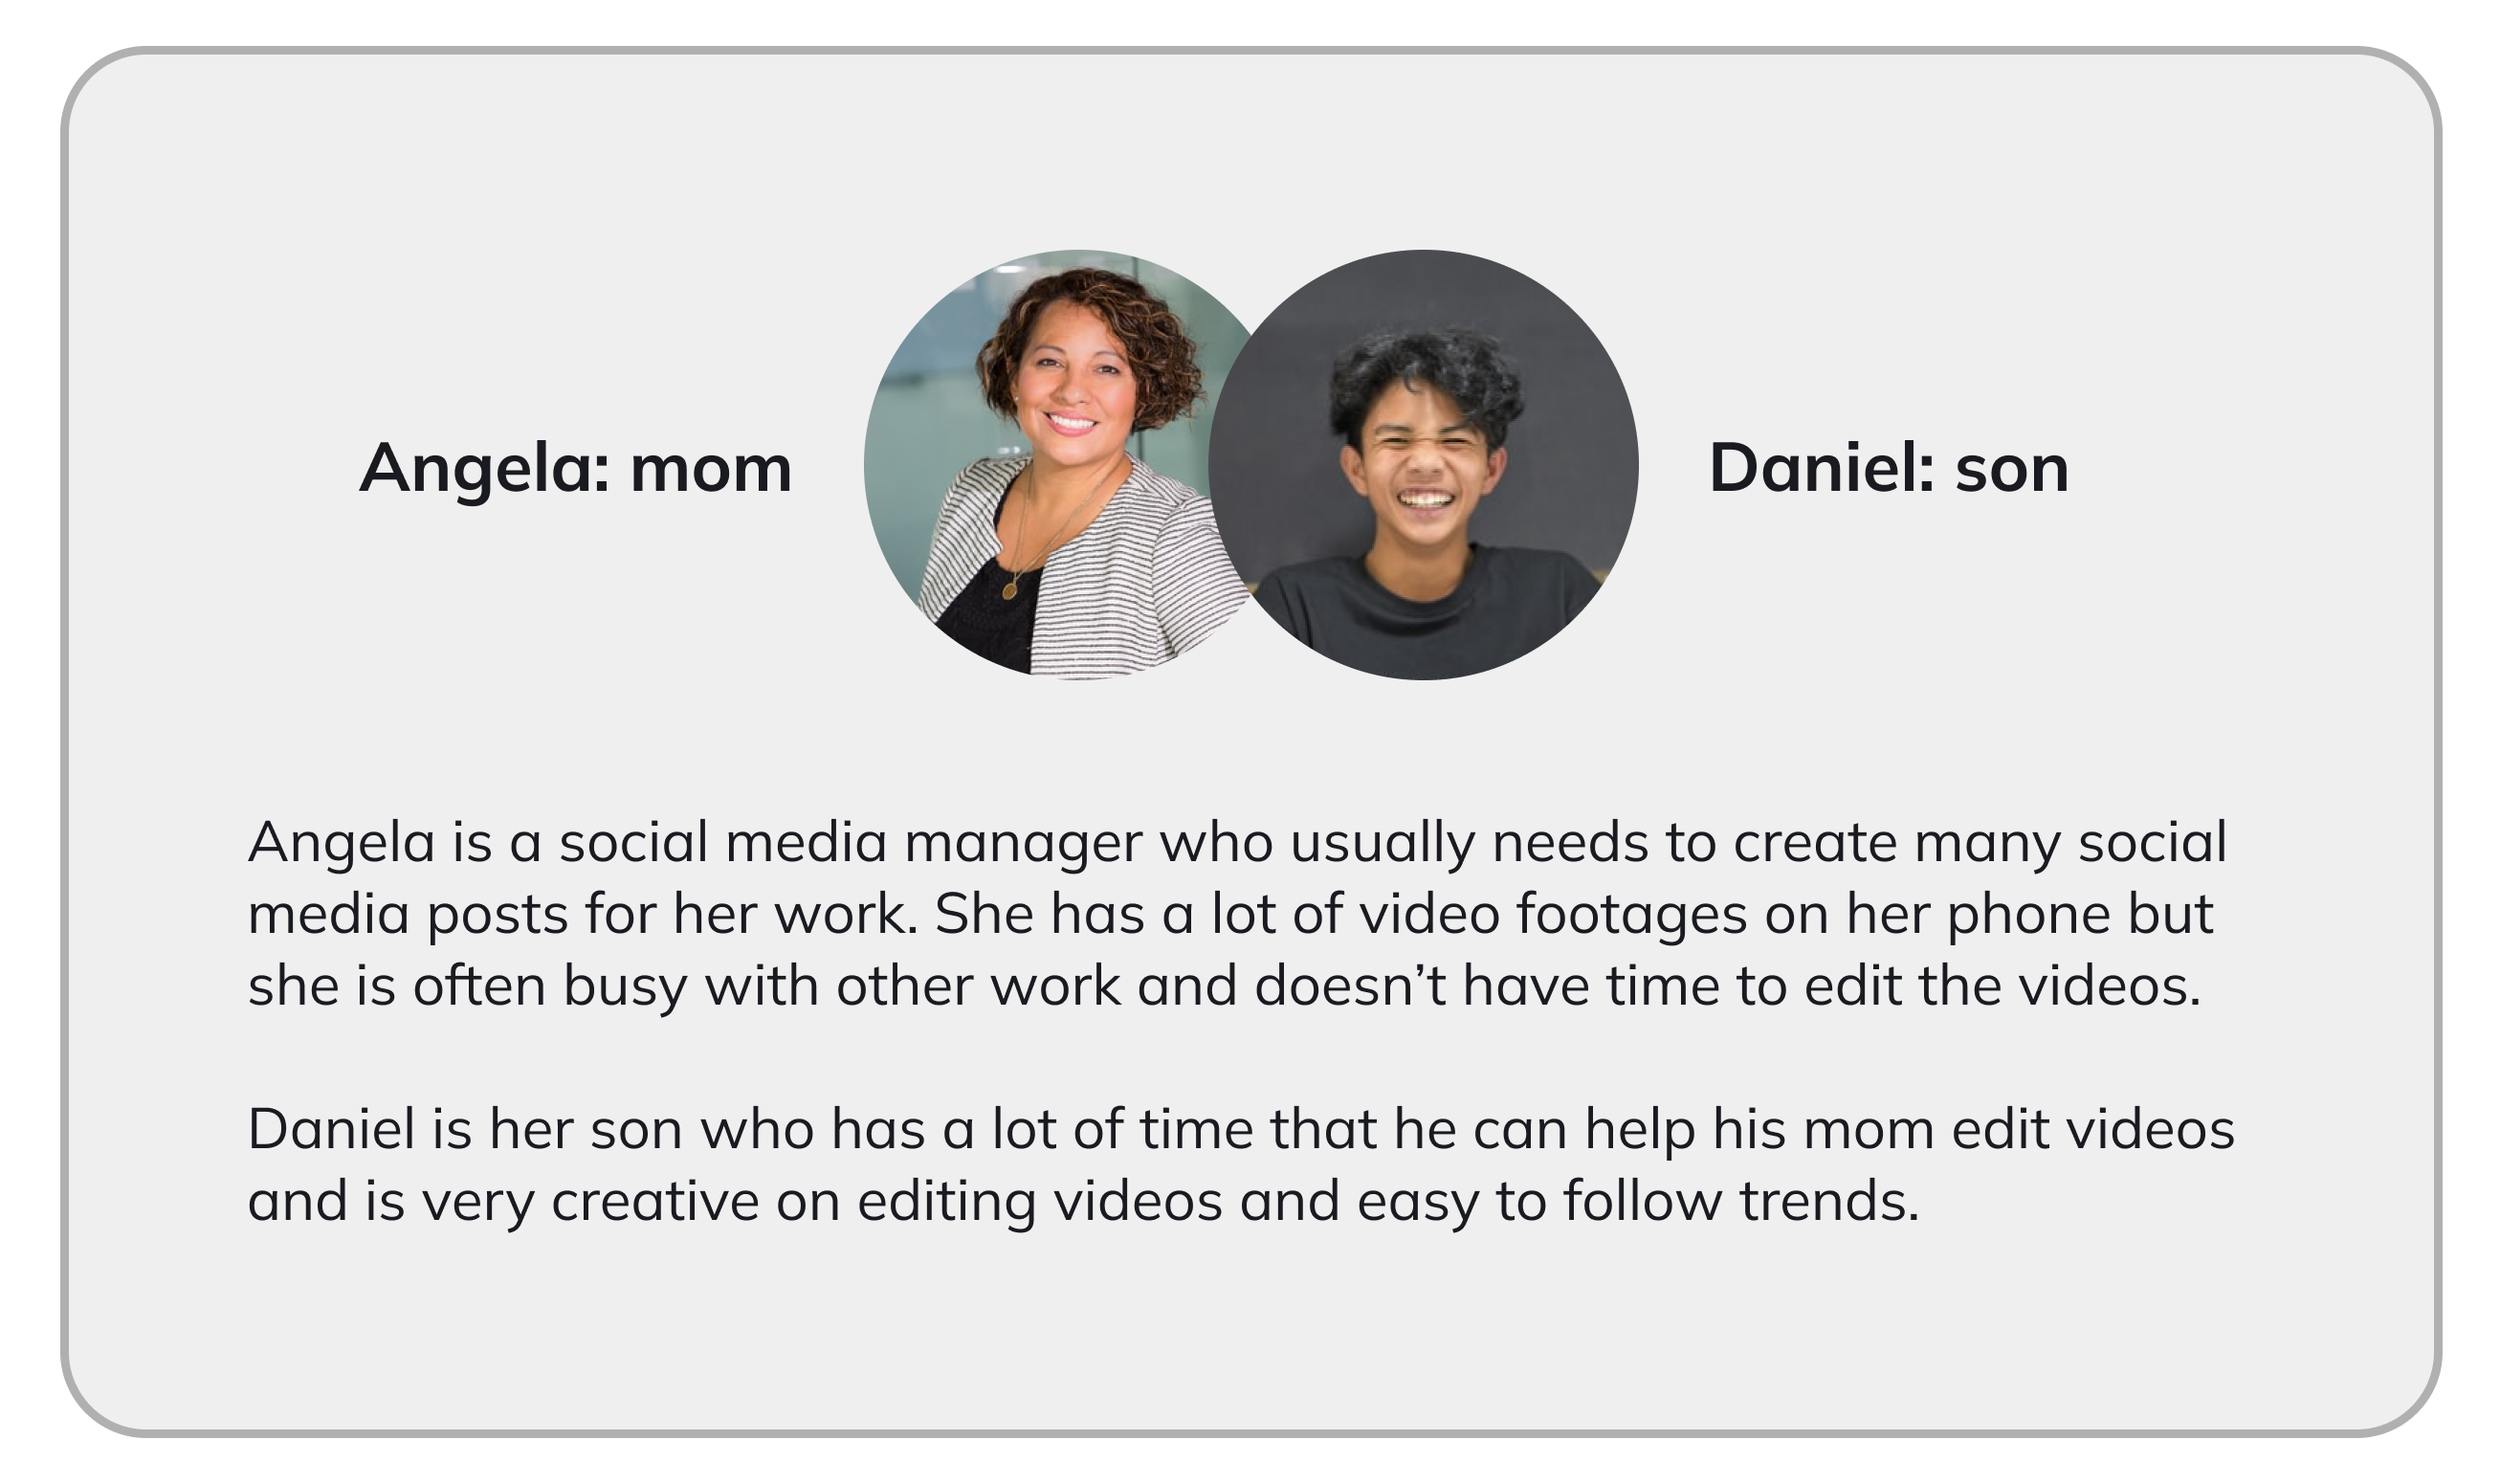 Angela: mom
Daniel: son
Angela is a social media manager who usually needs to create many social
media posts for her work. She has a lot of video footages on her phone but
she is often busy with other work and doesn’t have time to edit the videos.
Daniel is her son who has a lot of time that he can help his mom edit videos
and is very creative on editing videos and easy to follow trends.